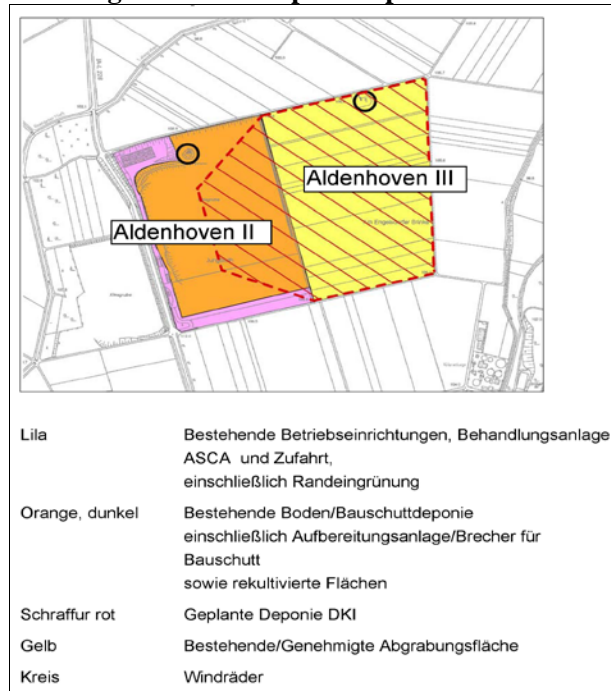 Aldenhoven III
Aldenhoven II
Lila Bestehende Betriebseinrichtungen, Behandlungsanlage
ASCA und Zufahrt,
einschließlich Randeingrünung
Orange, dunkel Bestehende Boden/Bauschuttdeponie
einschließlich Aufbereitungsanlage/Brecher für
Bauschutt
sowie rekultivierte Flächen
Schraffur rot Geplante Deponie DKI
Gelb Bestehende/Genehmigte Abgrabungsfläche
Kreis Windräder